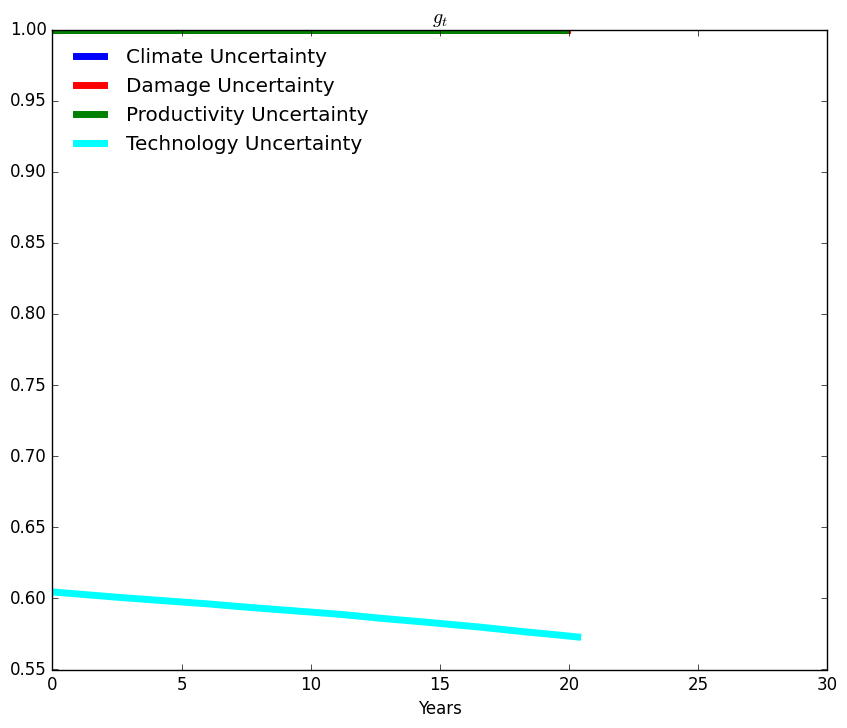 g_t
1.00
Climate Uncertainty
Damage Uncertainty
Productivity Uncertainty
Technology Uncertainty
0.95
0.90
0.85
0.80
0.75
0.70
0.65
0.60
0.55
0 5 10 15 20 25 30
Years